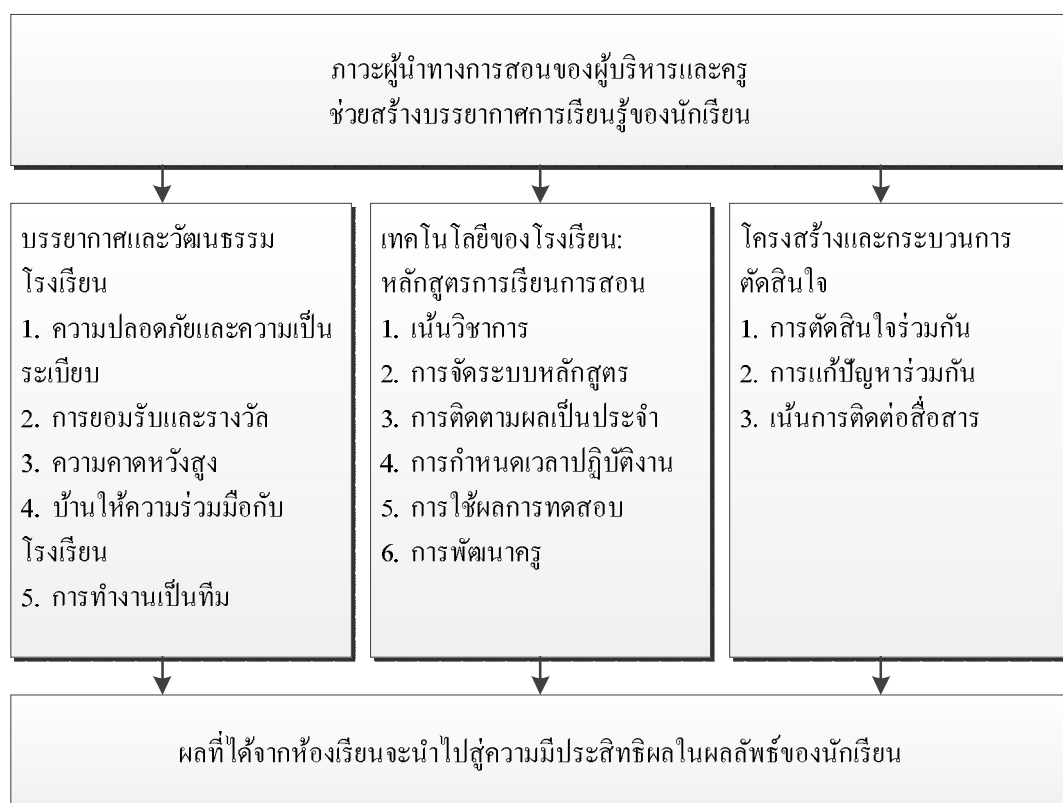 ภาวะผู้นำทางการสอนของผู้บริหารและครู
ช่วยสร้างบรรยากาศการเรียนรู้ของนักเรียน
บรรยากาศและวัฒนธรรม
โรงเรียน
1. ความปลอดภัยและความเป็น
ระเบียบ
2. การยอมรับและรางวัล
3. ความคาดหวังสูง
4. บ้านให้ความร่วมมือกับ
โรงเรียน
5. การทำงานเป็นทีม
เทคโนโลยีของโรงเรียน:
หลักสูตรการเรียนการสอน
1. เน้นวิชาการ
2. การจัดระบบหลักสูตร
3. การติดตามผลเป็นประจำ
4. การกำหนดเวลาปฏิบัติงาน
5. การใช้ผลการทดสอบ
6. การพัฒนาครู
โครงสร้างและกระบวนการ
ตัดสินใจ
1. การตัดสินใจร่วมกัน
2. การแก้ปัญหาร่วมกัน
3. เน้นการติดต่อสื่อสาร
ผลที่ได้จากห้องเรียนจะนำไปสู่ความมีประสิทธิผลในผลลัพธ์ของนักเรียน